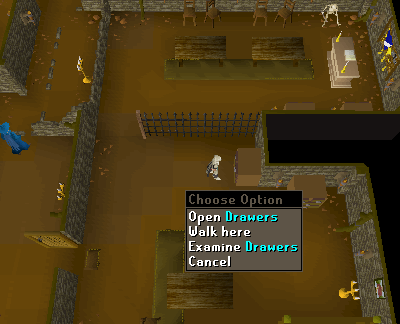 Choose Option
Open Drawers
Walk here
Examine Drawers
Cancel